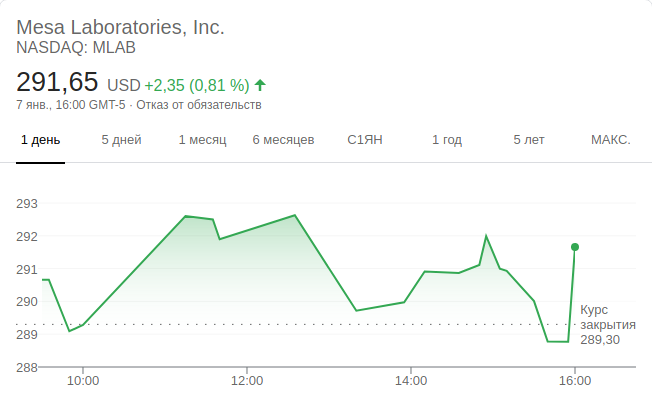 Mesa Laboratories, Inc.
NASDAQ: MLAB
291,65 USD +2,35 (0,81 %)
7 янв., 16:00 GMT-5 · Отказ от обязательств
1 день 5 дней 1 месяц 6 месяцев С1ЯН 1 год 5 лет МАКС.
293
292
291
290
289
288
Курс
закрытия
289,30
10:00 12:00 14:00 16:00